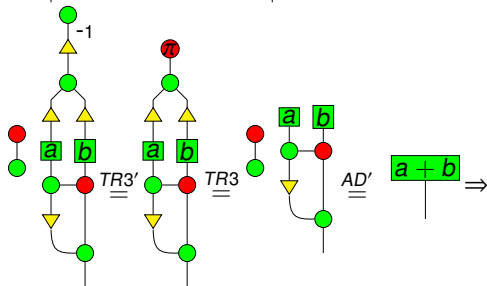 -1
π
a b TR3′ = a b TR3 = a b AD′ = a + b ⇒